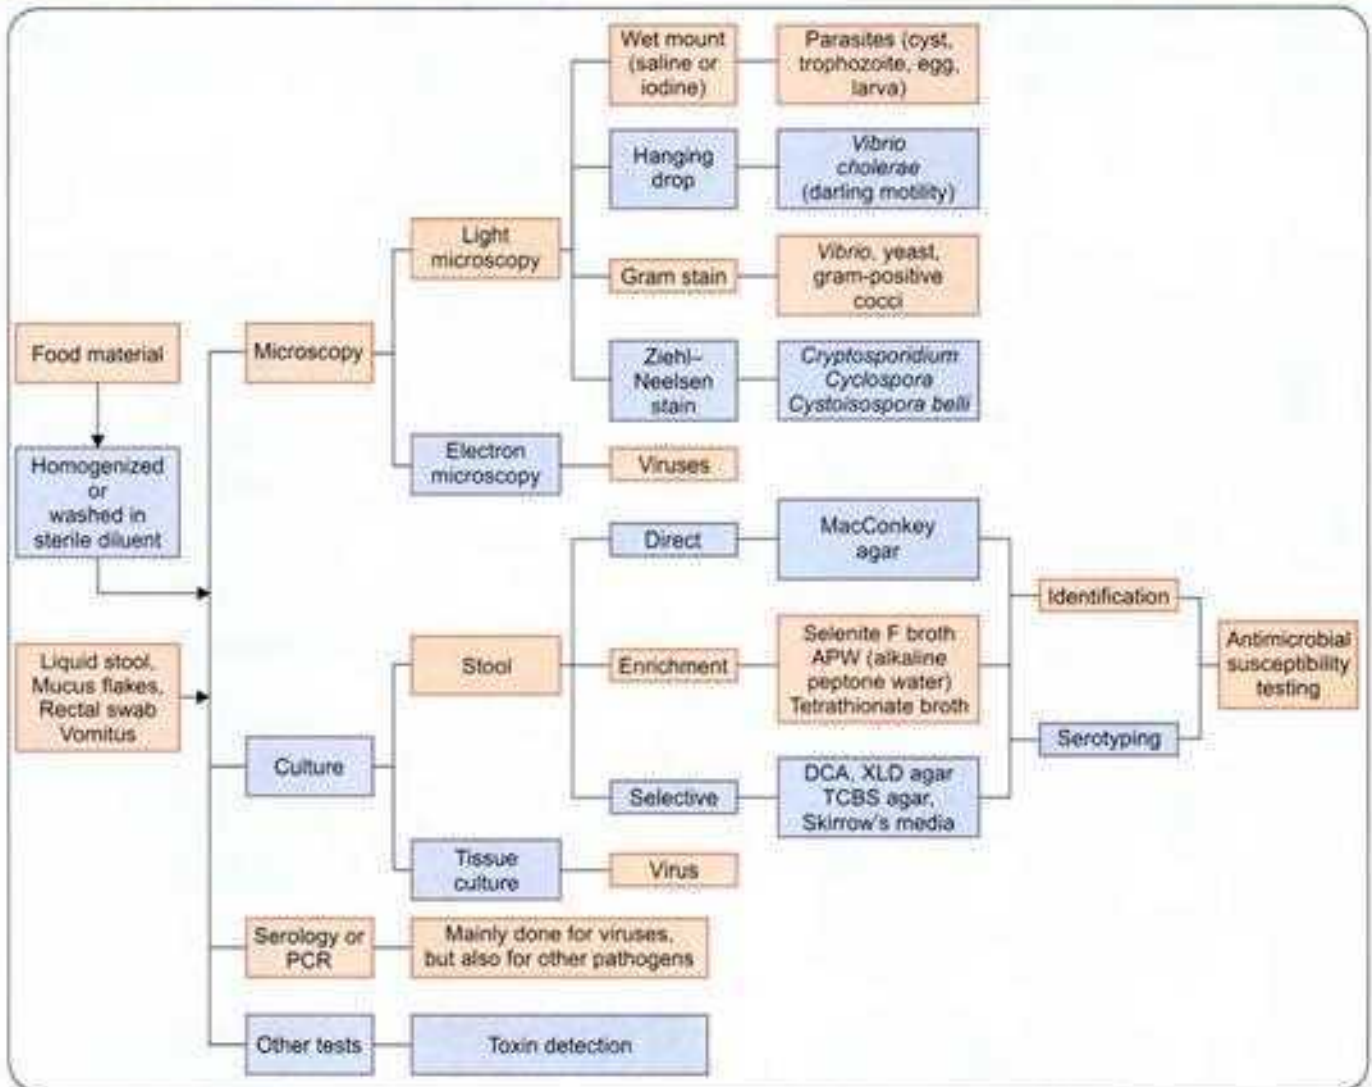 Food material
Homogenized
or
washed in
sterile diluent
Liquid stool,
Mucus flakes,
Rectal swab
Vomitus
Microscopy
Light
microscopy
Wet mount
(saline or
iodine)
Parasites (cyst,
trophozoite, egg,
larva)
Hanging
drop
Vibrio
cholerae
(darling motility)
Gram stain
Vibrio, yeast,
gram-positive
cocci
Ziehl–
Neelsen
stain
Cryptosporidium
Cyclospora
Cystoisospora belli
Electron
microscopy
Viruses
Culture
Stool
Direct
MacConkey
agar
Enrichment
Selenite F broth
APW (alkaline
peptone water)
Tetrathionate broth
Selective
DCA, XLD agar
TCBS agar,
Skirrow's media
Identification
Serotyping
Antimicrobial
susceptibility
testing
Tissue
culture
Virus
Serology or
PCR
Mainly done for viruses,
but also for other pathogens
Other tests
Toxin detection